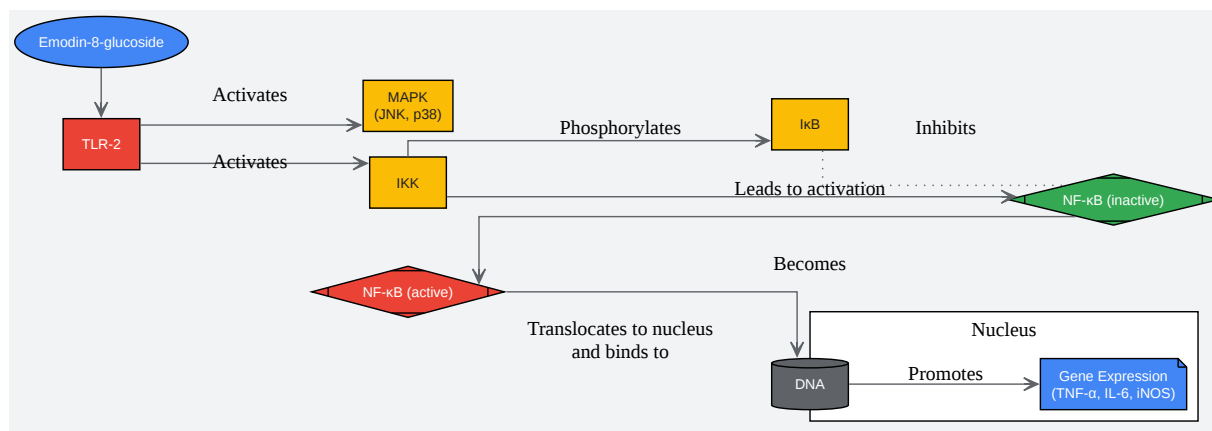 Emodin-8-glucoside
Activates
MAPK
(JNK, p38)
TLR-2
Activates
IKK
Phosphorylates
IκB
Inhibits
Leads to activation
NF-κB (inactive)
Becomes
NF-κB (active)
Translocates to nucleus
and binds to
Nucleus
DNA
Promotes
Gene Expression
(TNF-α, IL-6, iNOS)